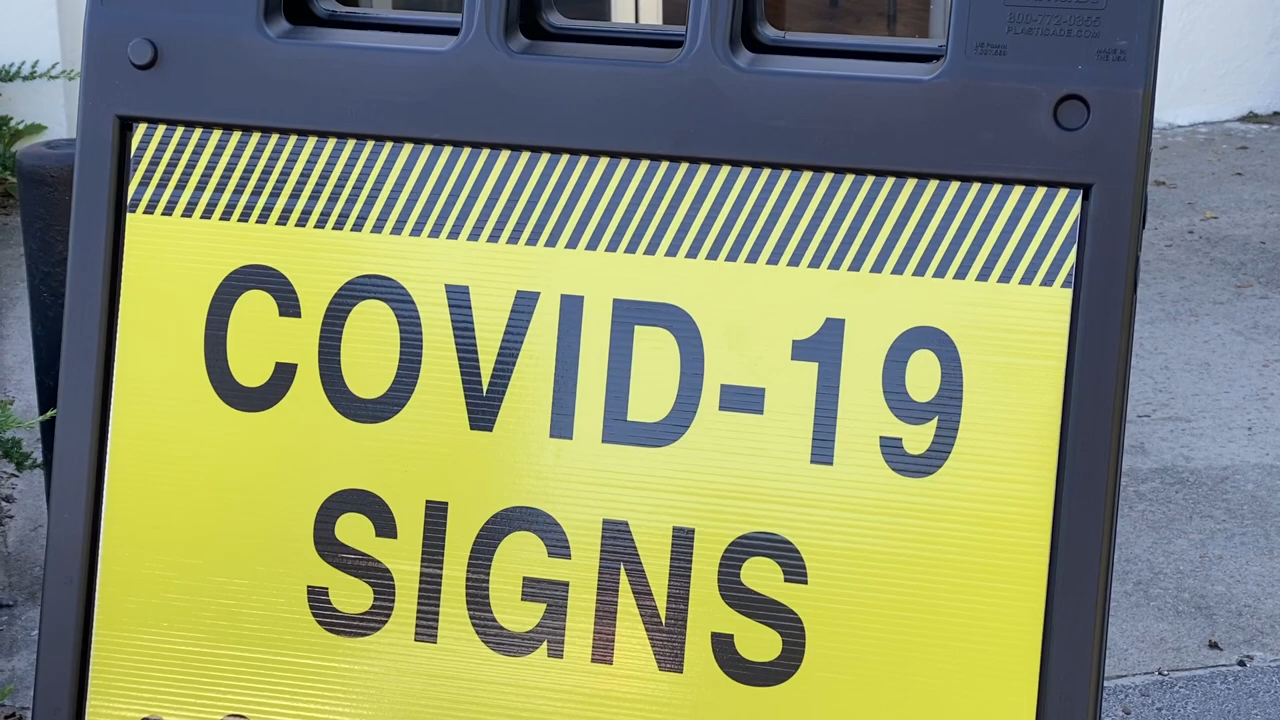 800-772-0355
PLASTICADE.COM
MADE IN
THE USA
COVID-19
SIGNS